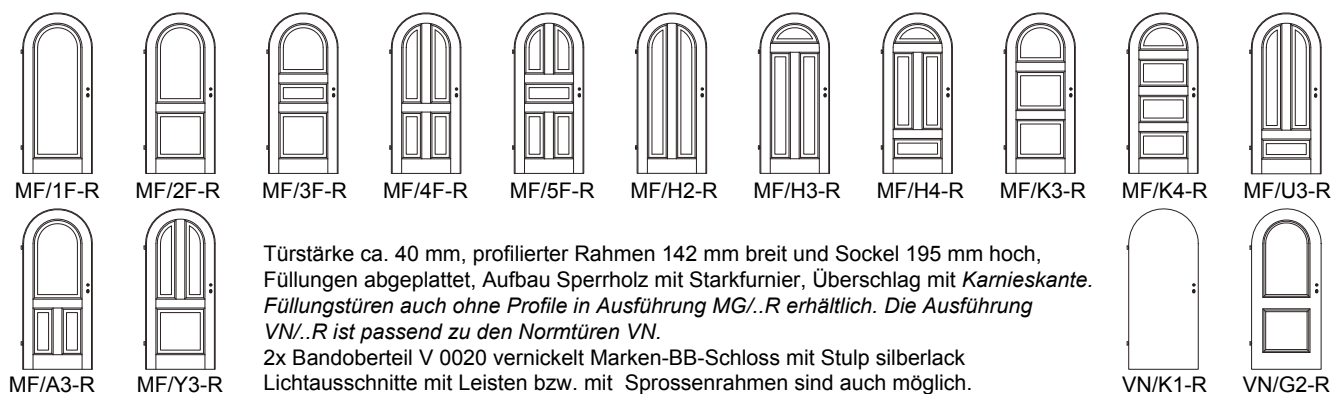 MF/1F-R MF/2F-R MF/3F-R MF/4F-R MF/5F-R MF/H2-R MF/H3-R MF/H4-R MF/K3-R MF/K4-R MF/U3-R
Türstärke ca. 40 mm, profilierter Rahmen 142 mm breit und Sockel 195 mm hoch,
Füllungen abgeplattet, Aufbau Sperrholz mit Starkfurnier, Überschlag mit Karnieskante.
Füllungstüren auch ohne Profile in Ausführung MG/..R erhältlich. Die Ausführung
VN/..R ist passend zu den Normtüren VN.
2x Bandoberteil V 0020 vernickelt Marken-BB-Schloss mit Stulp silberlack
Lichtausschnitte mit Leisten bzw. mit Sprossenrahmen sind auch möglich.
MF/A3-R MF/Y3-R VN/K1-R VN/G2-R